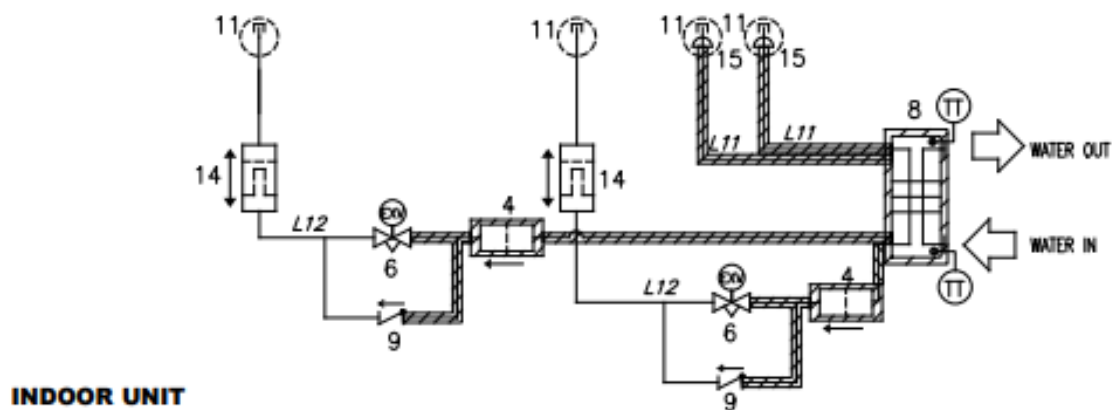 11
11
11
11
15
15
8
TT
L11
L11
WATER OUT
14
14
L12
EXV
4
6
WATER IN
L12
EXV
4
TT
9
6
9
INDOOR UNIT